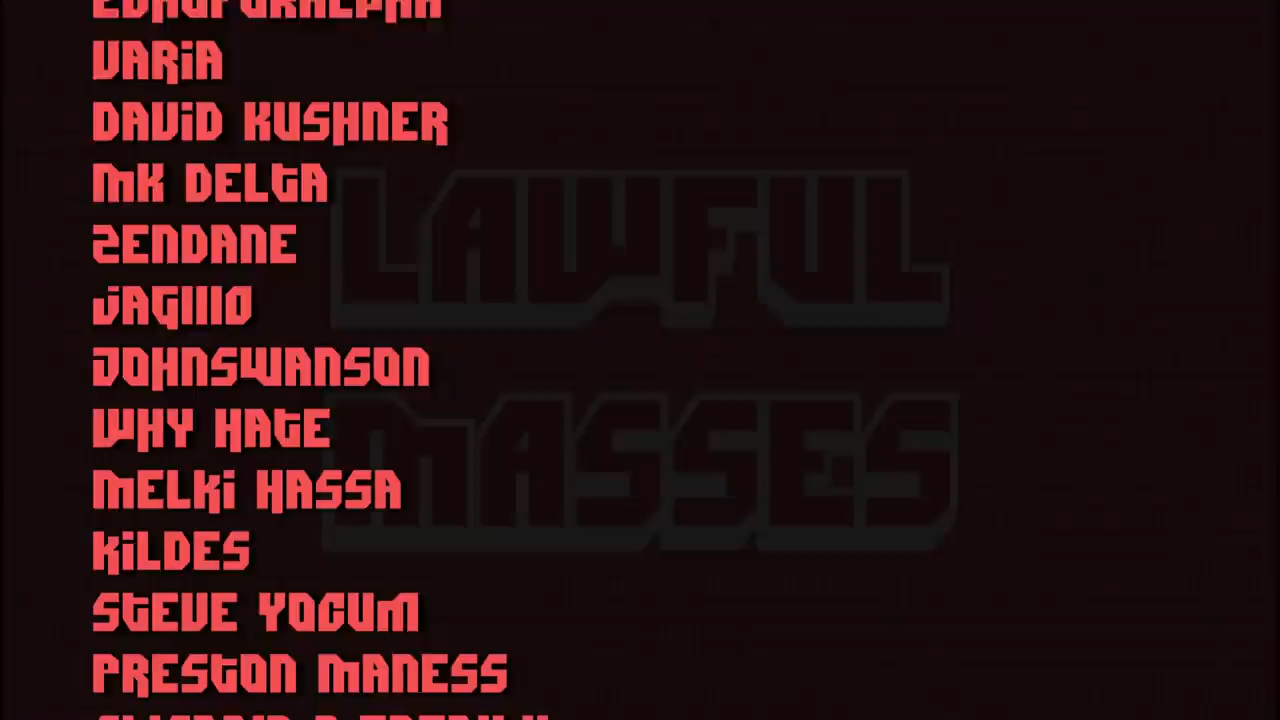 VARiA
DAViD KUSHNER
MK DELtA
ZENDANE
JAGIIIO
JOHNSWANSON
WHY HAtE
MELKi HASSA
KiLDES
StEVE YOCUM
PREStON MANESS
LAWFUL
MASSES